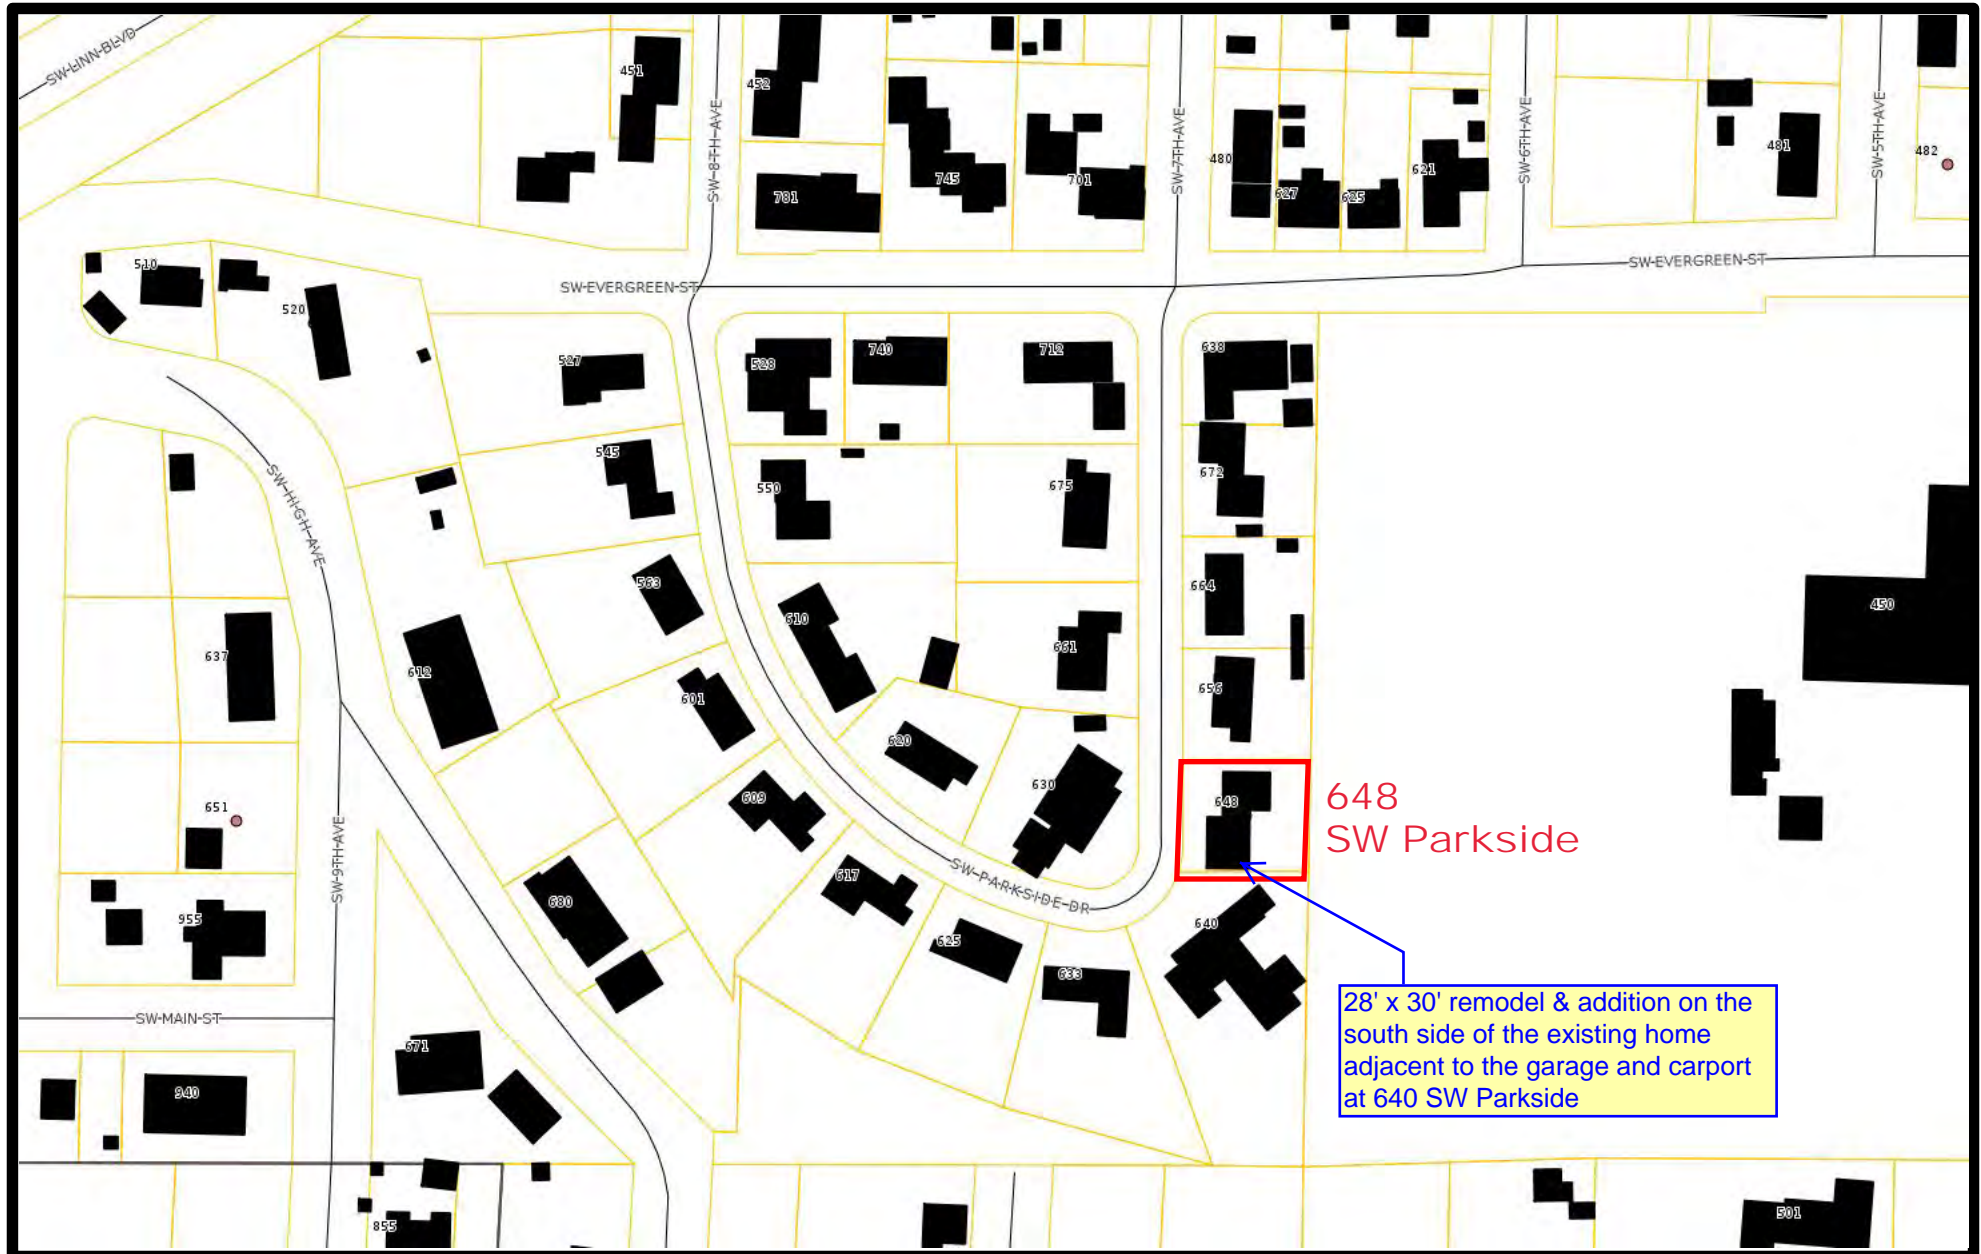 SW LINN BLVD
451
452
SW 8TH AVE
745
701
781
SW 7TH AVE
480
627
625
621
SW 6TH AVE
481
SW 5TH AVE
482
510
520
SW EVERGREEN ST
SW EVERGREEN ST
527
528
740
712
638
545
550
675
672
SW HIGH AVE
563
610
664
450
637
612
601
661
656
620
630
609
651
648
648
SW Parkside
SW 9TH AVE
617
SW PARKSIDE DR
680
955
625
633
640
28' x 30' remodel & addition on the
south side of the existing home
adjacent to the garage and carport
at 640 SW Parkside
SW MAIN ST
671
940
855
501